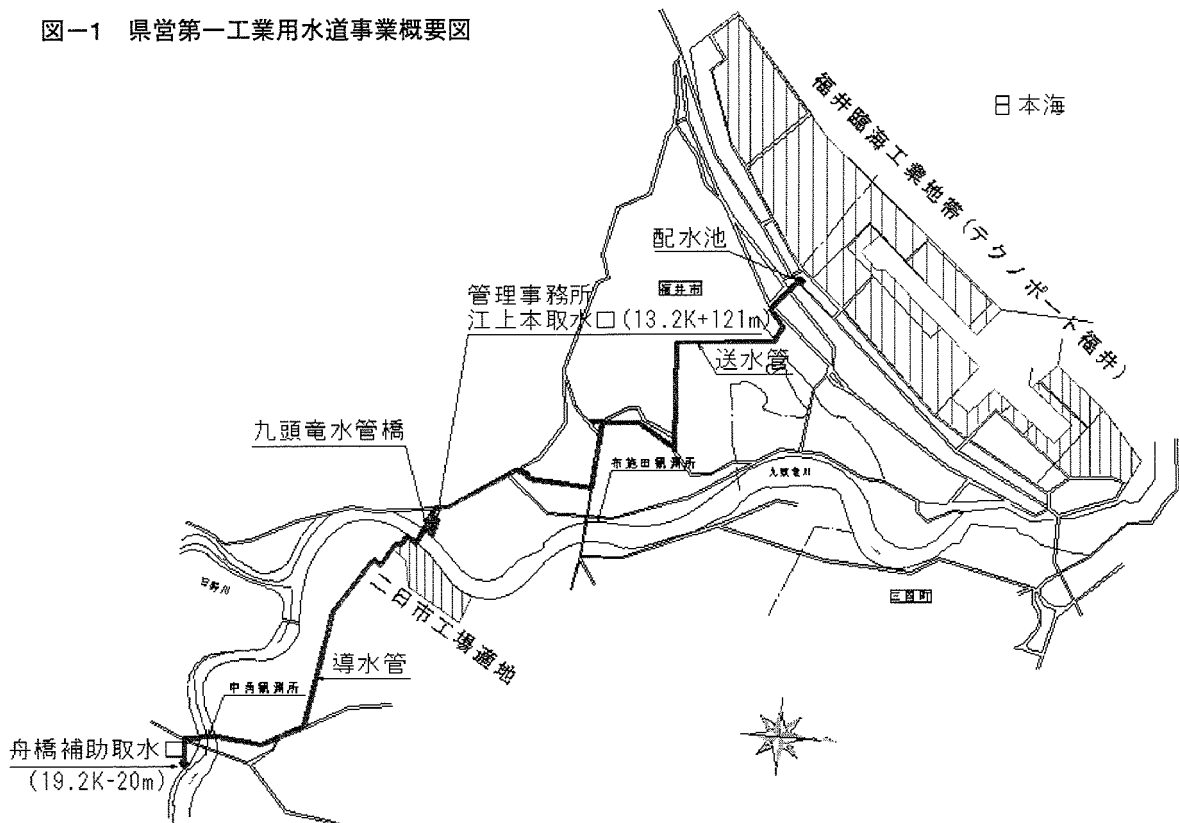 図－1 県営第一工業用水道事業概要図
日本海
福井臨海工業地帯(テクノポート福井)
配水池
福井市
管理事務所
江上本取水口(13.2K+121m)
送水管
九頭竜水管橋
布施田観測所
九頭竜川
日野川
二日市工場適地
三国町
導水管
中角観測所
舟橋補助取水口
(19.2K-20m)